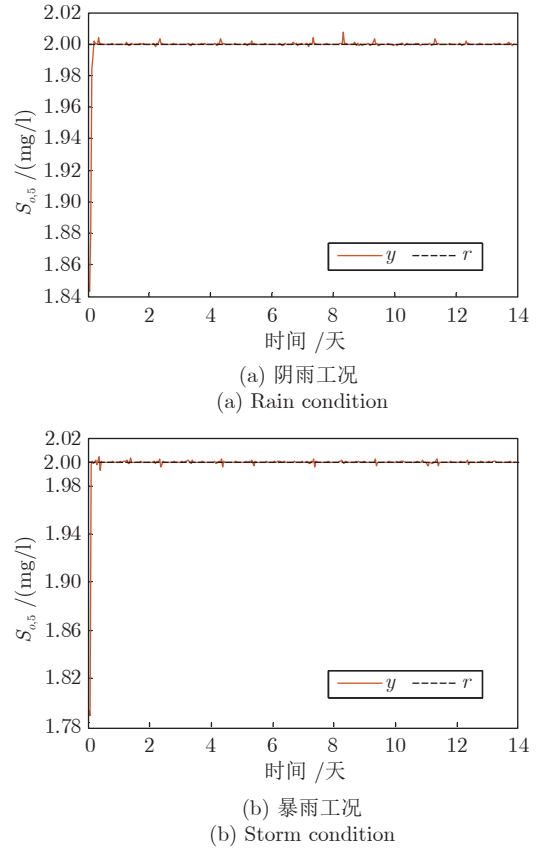 2.02
2.00
1.98
1.96
1.94
1.92
1.90
1.88
1.86
1.84
S_{o,5} /(mg/l)
y r
0 2 4 6 8 10 12 14
时间 /天
(a) 阴雨工况
(a) Rain condition
2.02
2.00
1.98
1.94
1.90
1.86
1.82
1.78
S_{o,5} /(mg/l)
y r
0 2 4 6 8 10 12 14
时间 /天
(b) 暴雨工况
(b) Storm condition